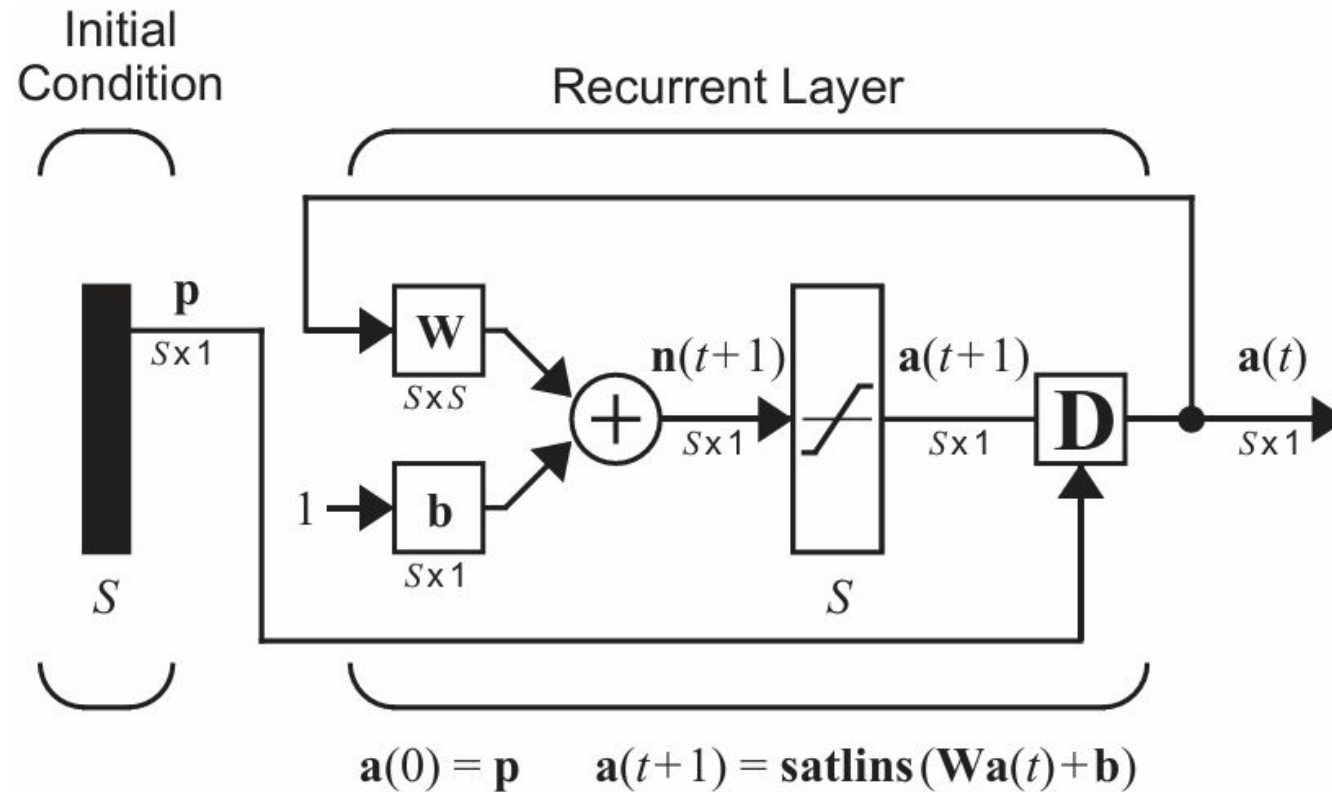 Initial
Condition
Recurrent Layer
p
S x 1
S
W
S x S
1
b
S x 1
n(t+1)
S x 1
S
a(t+1)
S x 1
D
a(t)
S x 1
a(0) = p a(t+1) = satlins(Wa(t)+b)